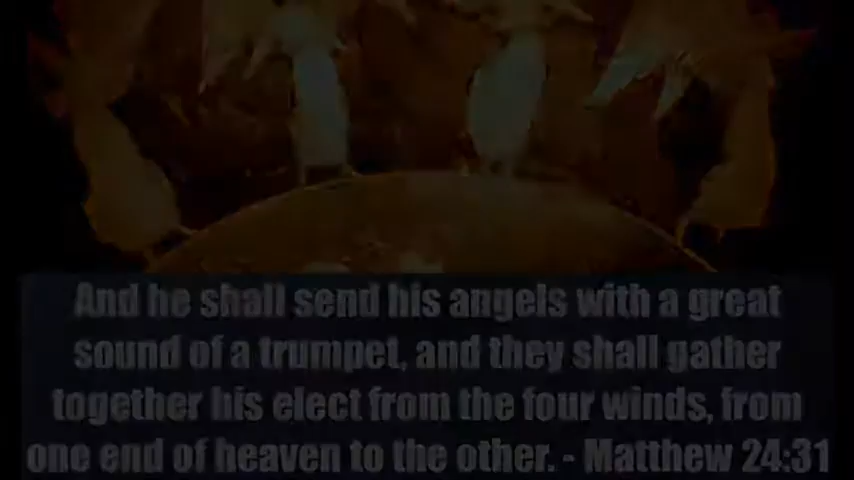 And he shall send his angels with a great
sound of a trumpet, and they shall gather
together his elect from the four winds, from
one end of heaven to the other. - Matthew 24:31